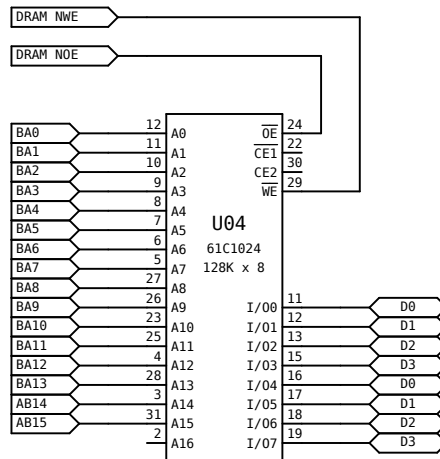 DRAM NWE
DRAM NOE
BA0 12 A0 OE 24
BA1 11 A1 CE1 22
BA2 10 A2 CE2 30
BA3 9 A3 WE 29
BA4 8 A4
BA5 7 A5 U04
BA6 6 A6 61C1024
BA7 5 A7 128K x 8
BA8 27 A8
BA9 26 A9 I/O0 11 D0
BA10 23 A10 I/O1 12 D1
BA11 25 A11 I/O2 13 D2
BA12 4 A12 I/O3 15 D3
BA13 28 A13 I/O4 16 D0
AB14 3 A14 I/O5 17 D1
AB15 31 A15 I/O6 18 D2
2 A16 I/O7 19 D3